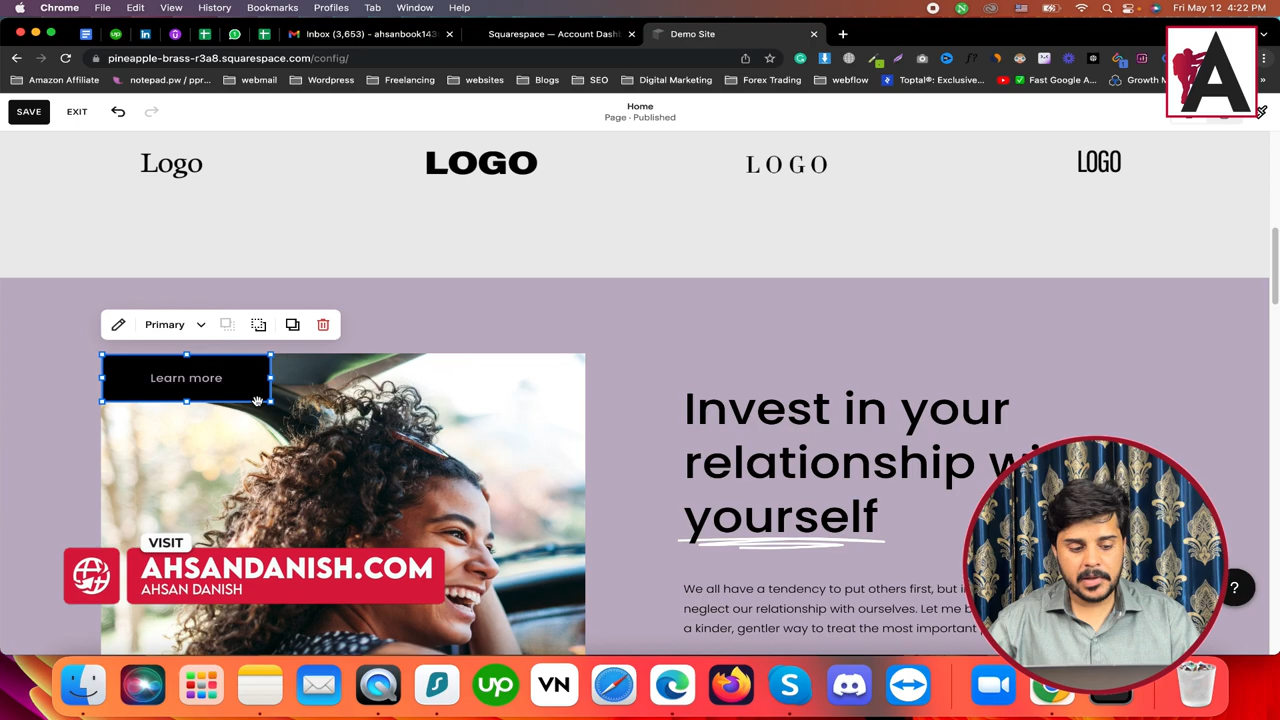 Chrome File Edit View History Bookmarks Profiles Tab Window Help Fri May 12 4:22 PM
Inbox (3,653) - ahsanbook143 Squarespace — Account Dash Demo Site
pineapple-brass-r3a8.squarespace.com/config/
Amazon Affiliate notepad.pw / ppr... webmail Wordpress Freelancing websites Blogs SEO Digital Marketing Forex Trading webflow Toptal®: Exclusive... Fast Google A... Growth
A
SAVE EXIT
Home
Page · Published
Logo LOGO LOGO LOGO
Primary
Learn more
Invest in your
relationship
yourself
VISIT
AHSANDANISH.COM
AHSAN DANISH
We all have a tendency to put others first, but
neglect our relationship with ourselves. Let me
a kinder, gentler way to treat the most important
?
up VN S